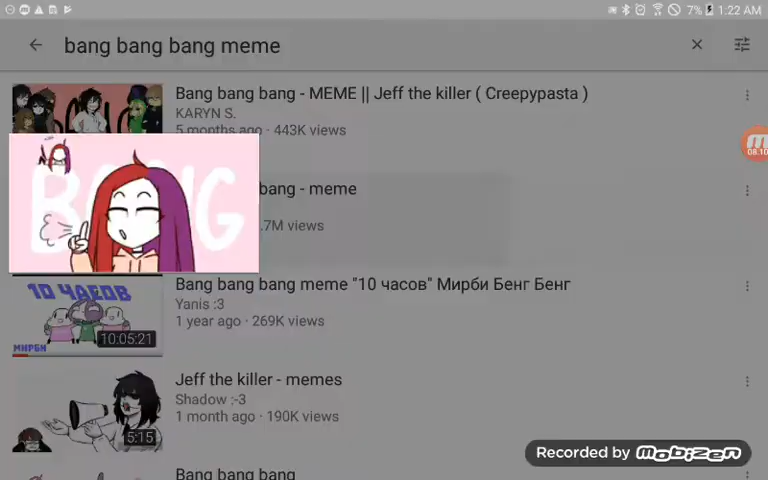 7% 1:22 AM
bang bang bang meme
Bang bang bang - MEME || Jeff the killer ( Creepypasta )
KARYN S.
5 months ago · 443K views
08:10
BANG
bang - meme
.7M views
Bang bang bang meme "10 часов" Мирби Бенг Бенг
Yanis :3
1 year ago · 269K views
10 ЧАСОВ
10:05:21
МИРБИ
Jeff the killer - memes
Shadow :-3
1 month ago · 190K views
5:15
Recorded by MOBIZEN
Bang bang bang